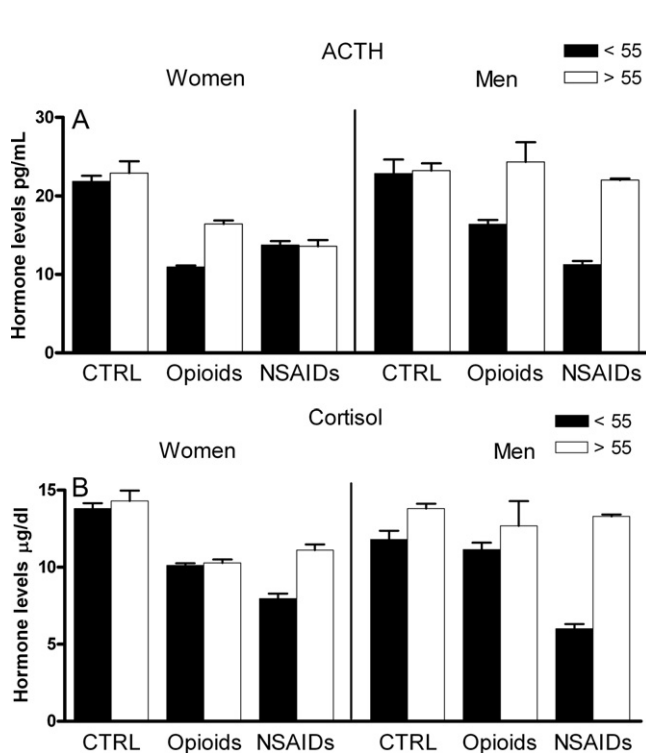 ACTH
< 55
> 55
Women Men
A
Hormone levels pg/mL
30
20
10
0
CTRL Opioids NSAIDs CTRL Opioids NSAIDs
Cortisol
< 55
> 55
Women Men
B
Hormone levels µg/dl
15
10
5
0
CTRL Opioids NSAIDs CTRL Opioids NSAIDs